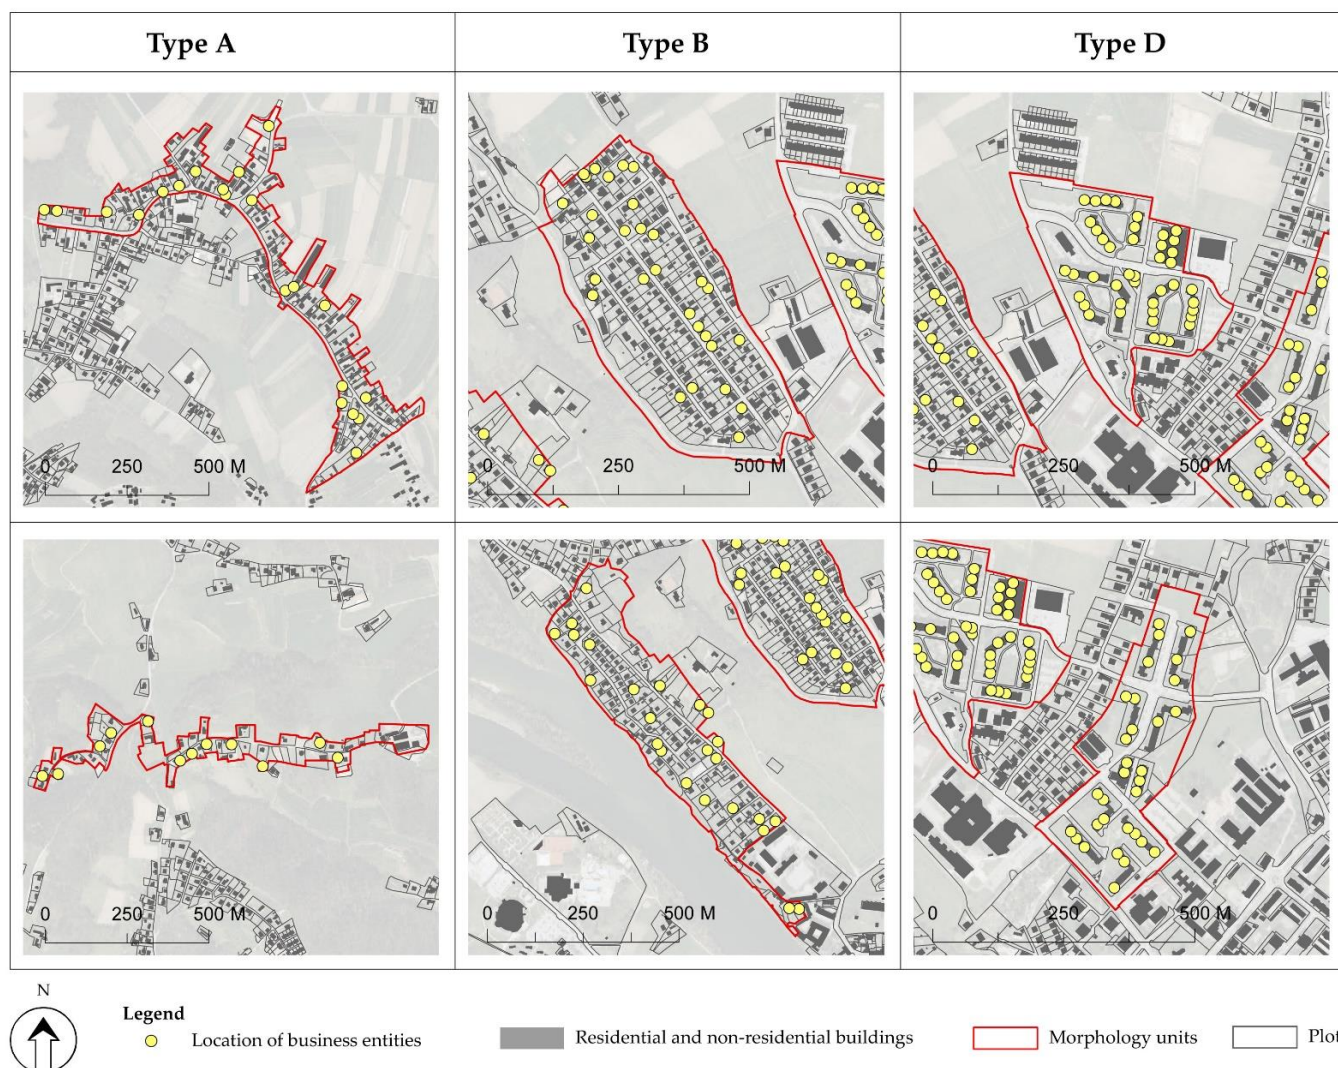 Type A
Type B
Type D
0 250 500 M
0 250 500 M
0 250 500 M
0 250 500 M
0 250 500 M
0 250 500 M
N
Legend
Location of business entities
Residential and non-residential buildings
Morphology units
Plot